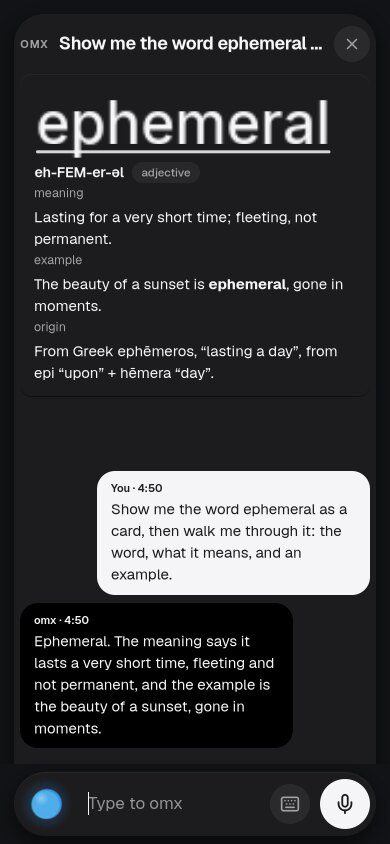 OMX Show me the word ephemeral ...
ephemeral
eh-FEM-er-əl adjective
meaning
Lasting for a very short time; fleeting, not
permanent.
example
The beauty of a sunset is ephemeral, gone in
moments.
origin
From Greek ephēmeros, “lasting a day”, from
epi “upon” + hēmera “day”.
You · 4:50
Show me the word ephemeral as a
card, then walk me through it: the
word, what it means, and an
example.
omx · 4:50
Ephemeral. The meaning says it
lasts a very short time, fleeting and
not permanent, and the example is
the beauty of a sunset, gone in
moments.
Type to omx